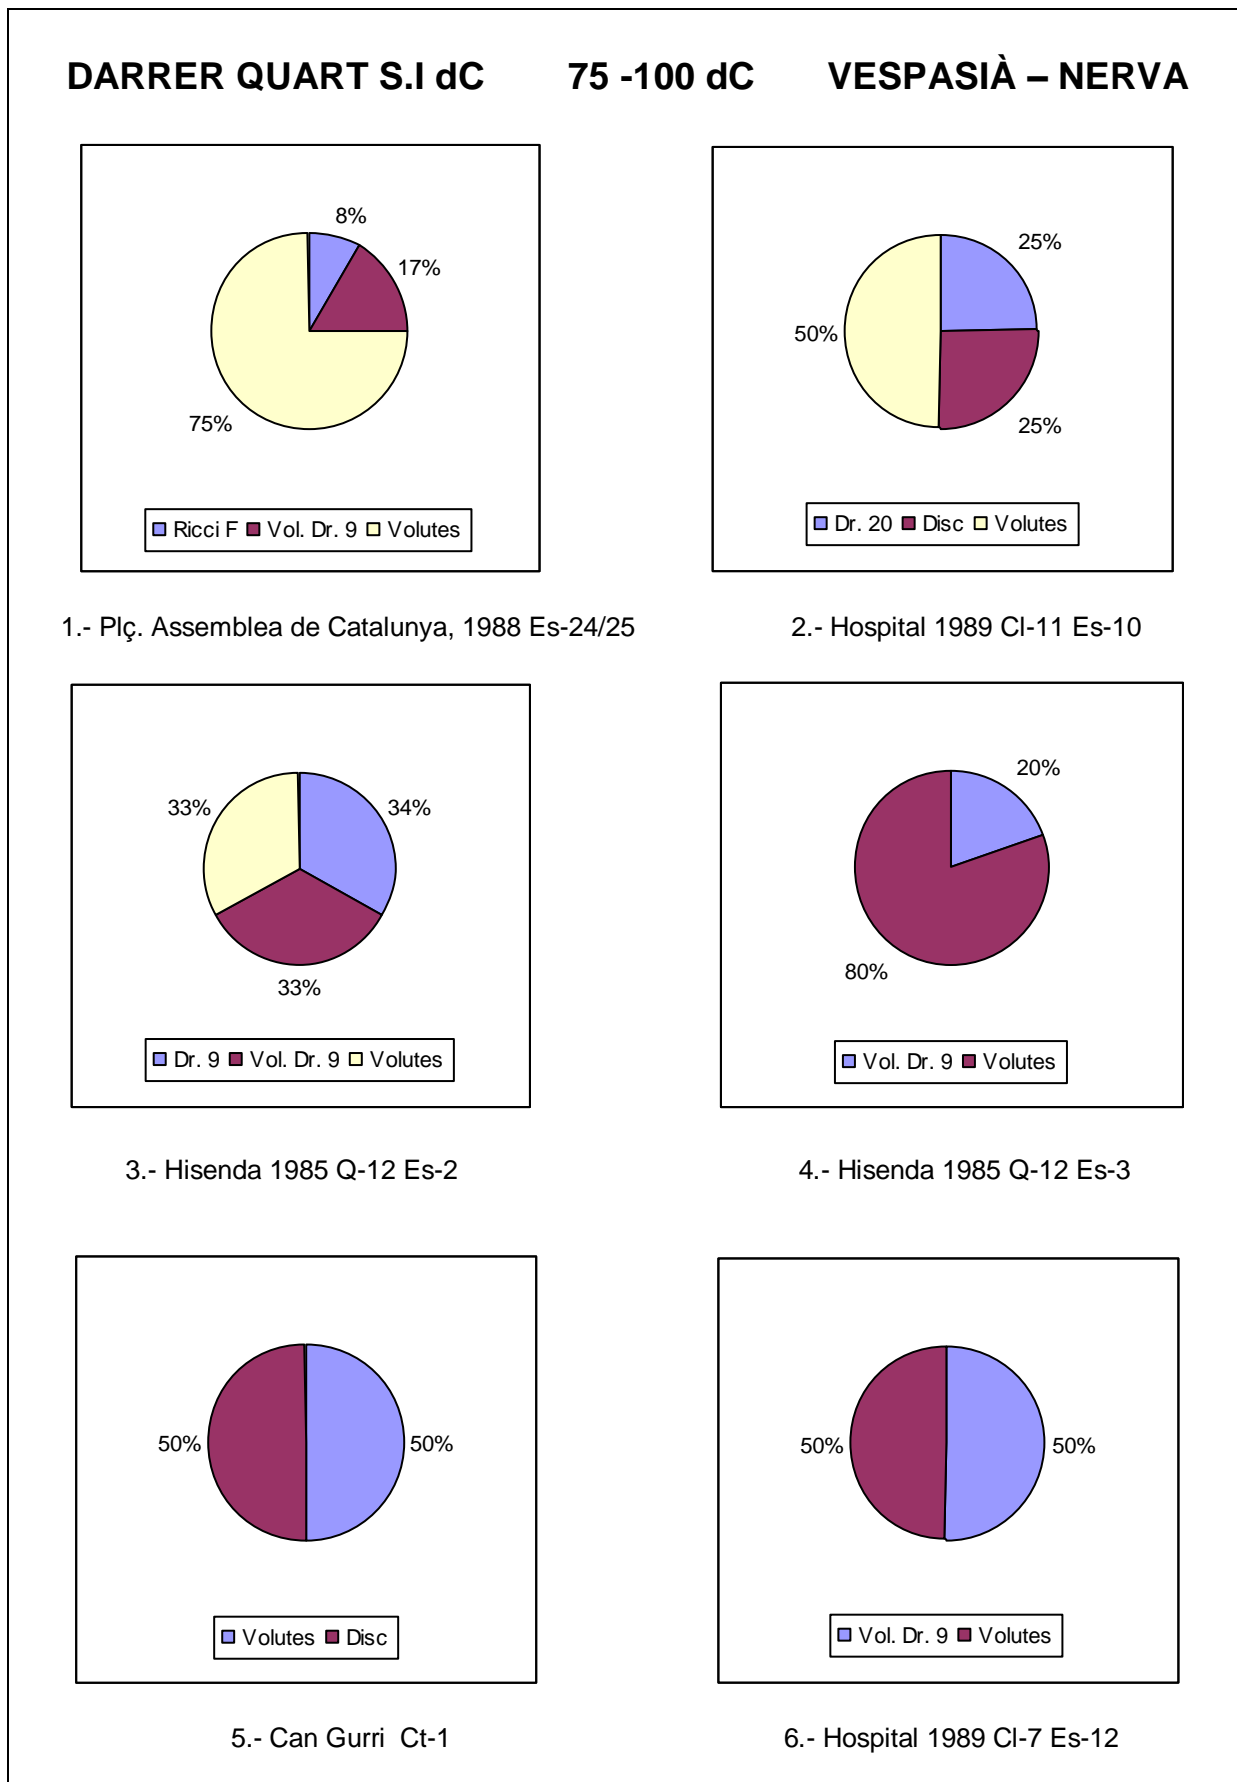 DARRER QUART S.I dC 75 -100 dC VESPASIÀ – NERVA
8%
17%
75%
Ricci F Vol. Dr. 9 Volutes
1.- Plç. Assemblea de Catalunya, 1988 Es-24/25
25%
50%
25%
Dr. 20 Disc Volutes
2.- Hospital 1989 Cl-11 Es-10
33%
34%
33%
Dr. 9 Vol. Dr. 9 Volutes
3.- Hisenda 1985 Q-12 Es-2
20%
80%
Vol. Dr. 9 Volutes
4.- Hisenda 1985 Q-12 Es-3
50%
50%
Volutes Disc
5.- Can Gurri Ct-1
50%
50%
Vol. Dr. 9 Volutes
6.- Hospital 1989 Cl-7 Es-12